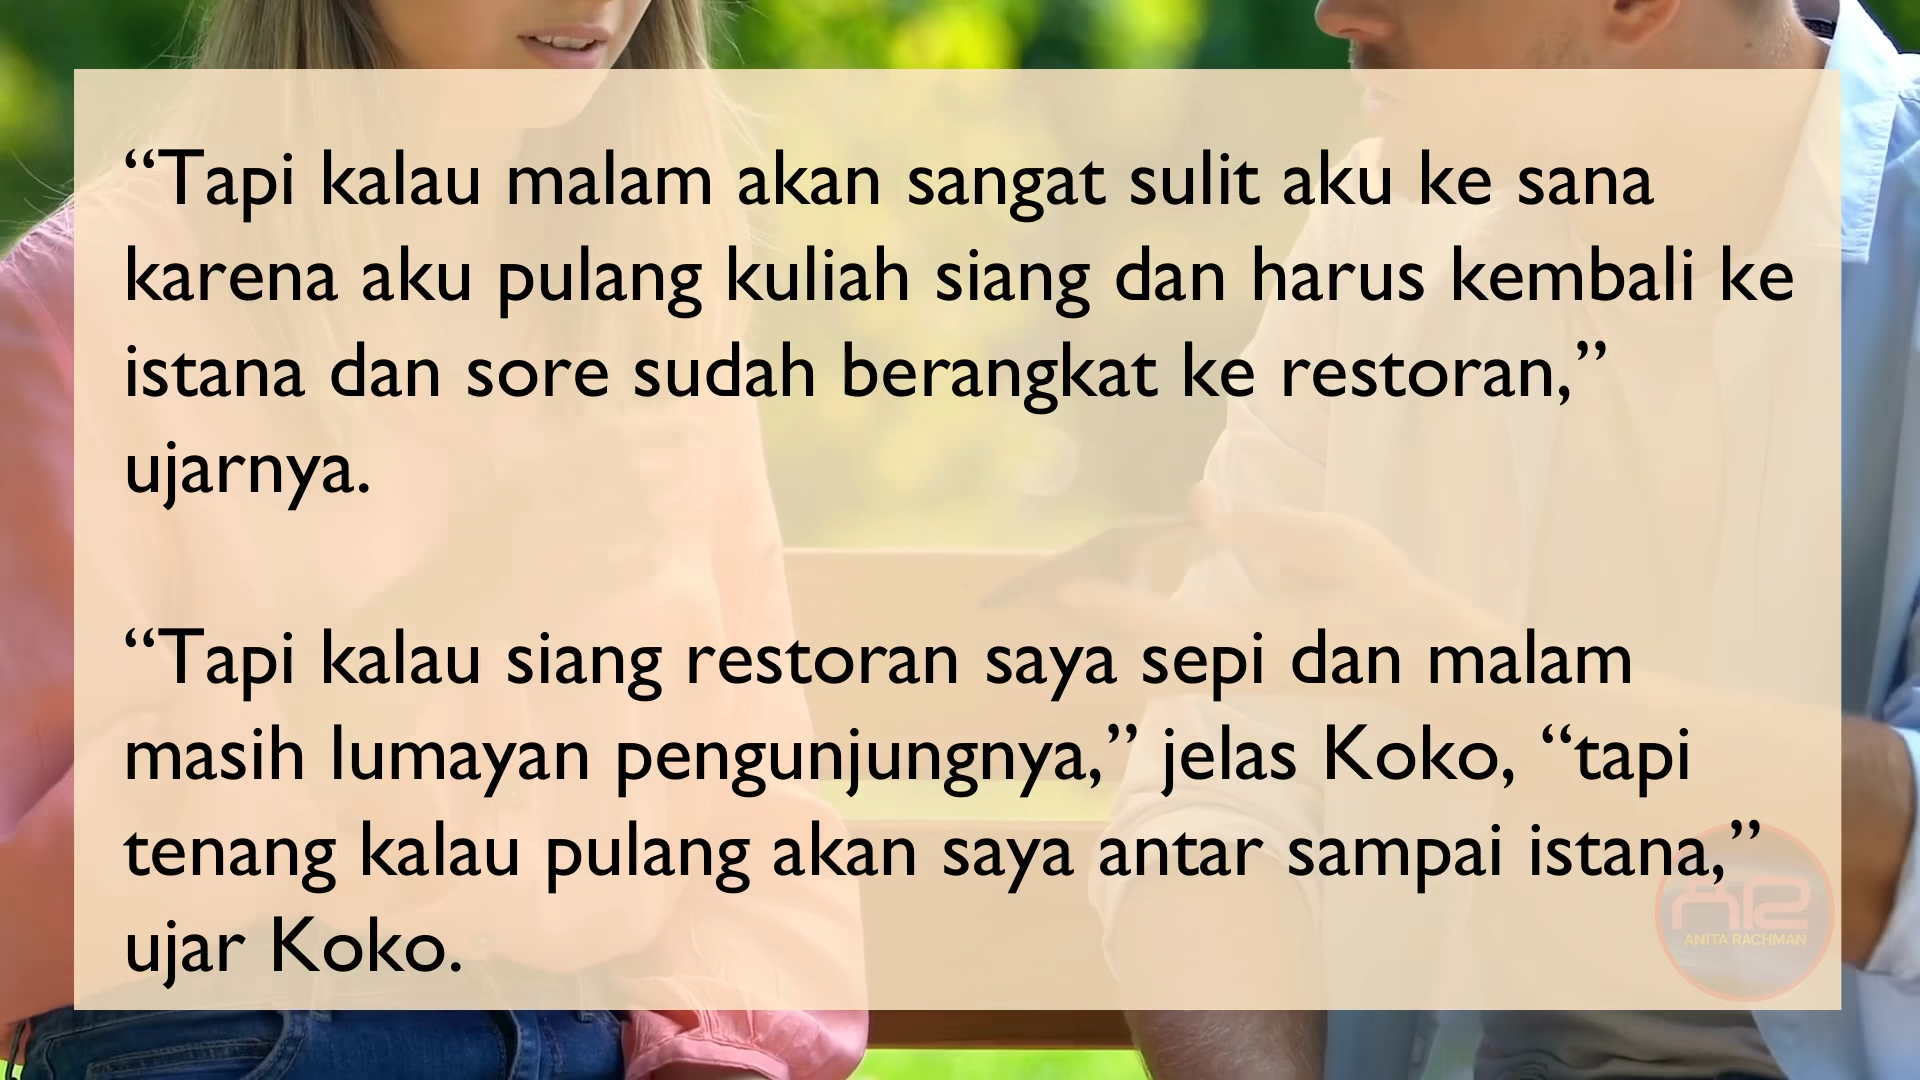 “Tapi kalau malam akan sangat sulit aku ke sana
karena aku pulang kuliah siang dan harus kembali ke
istana dan sore sudah berangkat ke restoran,”
ujarnya.
“Tapi kalau siang restoran saya sepi dan malam
masih lumayan pengunjungnya,” jelas Koko, “tapi
tenang kalau pulang akan saya antar sampai istana,”
ujar Koko.
AR
ANITA RACHMAN